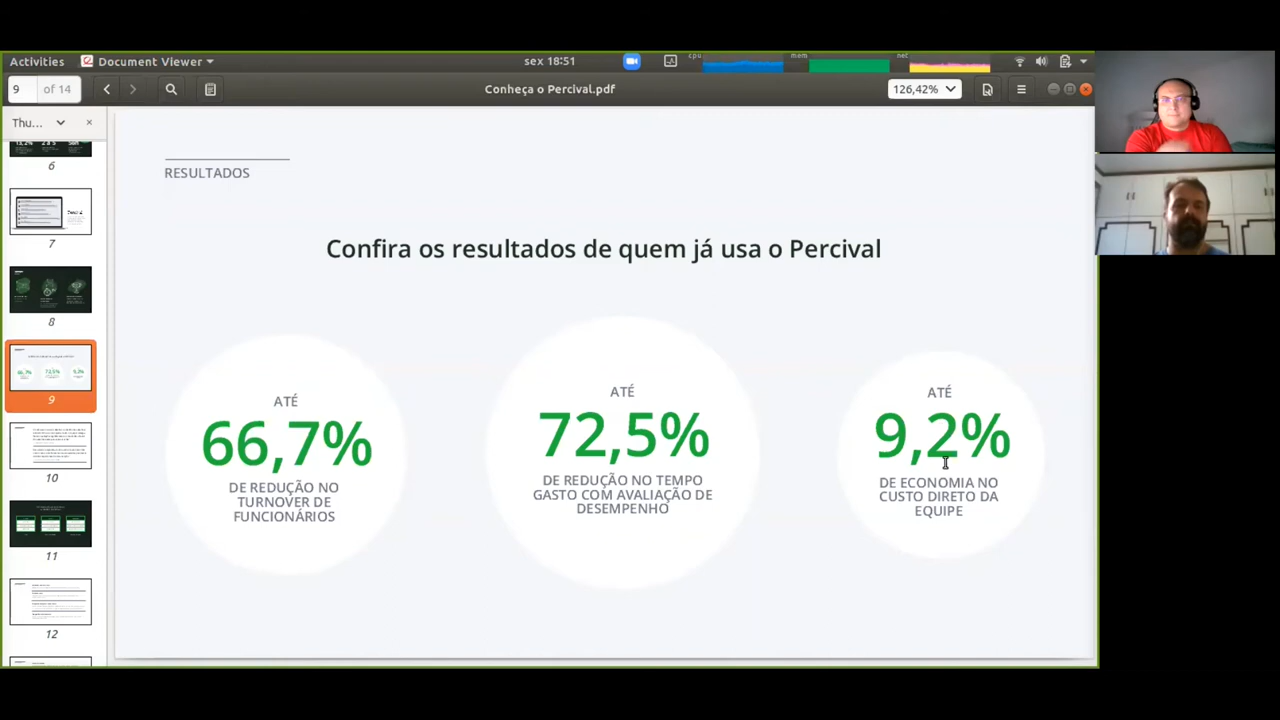 Activities
Document Viewer
sex 18:51
cpu
mem
net
9
of 14
Conheça o Percival.pdf
126,42%
Thu...
6
7
8
9
10
11
12
RESULTADOS
Confira os resultados de quem já usa o Percival
ATÉ
66,7%
DE REDUÇÃO NO
TURNOVER DE
FUNCIONÁRIOS
ATÉ
72,5%
DE REDUÇÃO NO TEMPO
GASTO COM AVALIAÇÃO DE
DESEMPENHO
ATÉ
9,2%
DE ECONOMIA NO
CUSTO DIRETO DA
EQUIPE